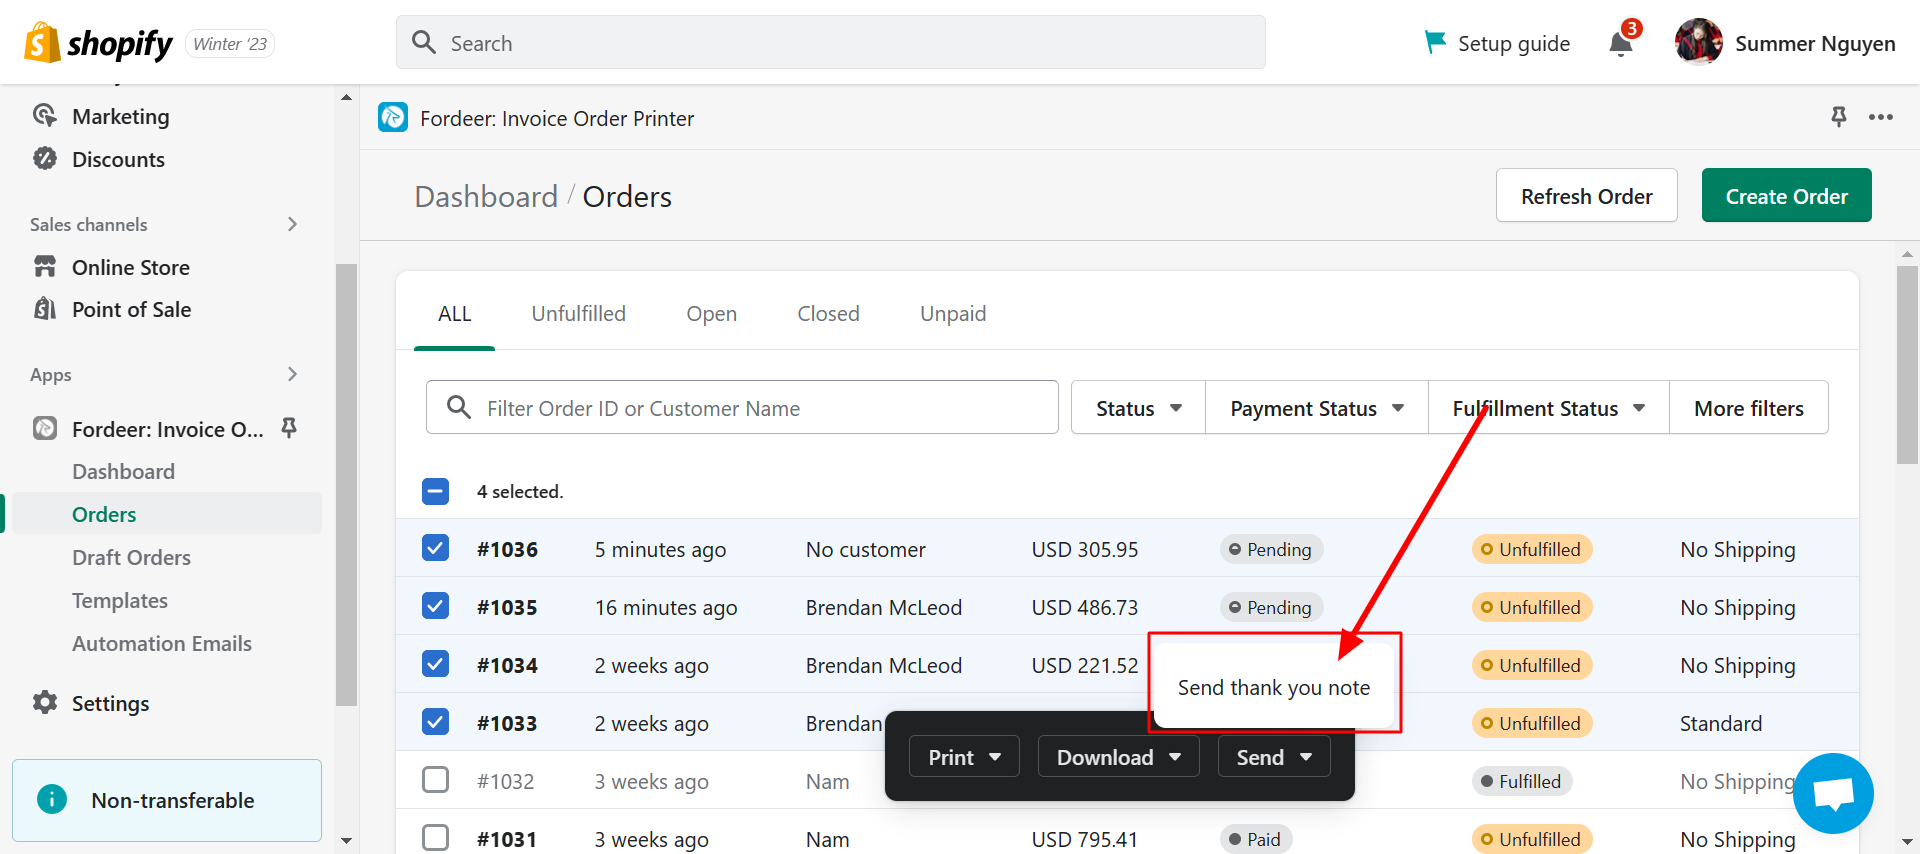 shopify Winter '23
Search
Setup guide
3
Summer Nguyen
Marketing
Discounts
Sales channels
Online Store
Point of Sale
Apps
Fordeer: Invoice O...
Dashboard
Orders
Draft Orders
Templates
Automation Emails
Settings
Non-transferable
Fordeer: Invoice Order Printer
Dashboard / Orders
Refresh Order
Create Order
ALL Unfulfilled Open Closed Unpaid
Filter Order ID or Customer Name
Status Payment Status Fulfillment Status More filters
4 selected.
#1036 5 minutes ago No customer USD 305.95 Pending Unfulfilled No Shipping
#1035 16 minutes ago Brendan McLeod USD 486.73 Pending Unfulfilled No Shipping
#1034 2 weeks ago Brendan McLeod USD 221.52 Unfulfilled No Shipping
Send thank you note
#1033 2 weeks ago Brendan Unfulfilled Standard
Print Download Send
#1032 3 weeks ago Nam Fulfilled No Shipping
#1031 3 weeks ago Nam USD 795.41 Paid Unfulfilled No Shipping